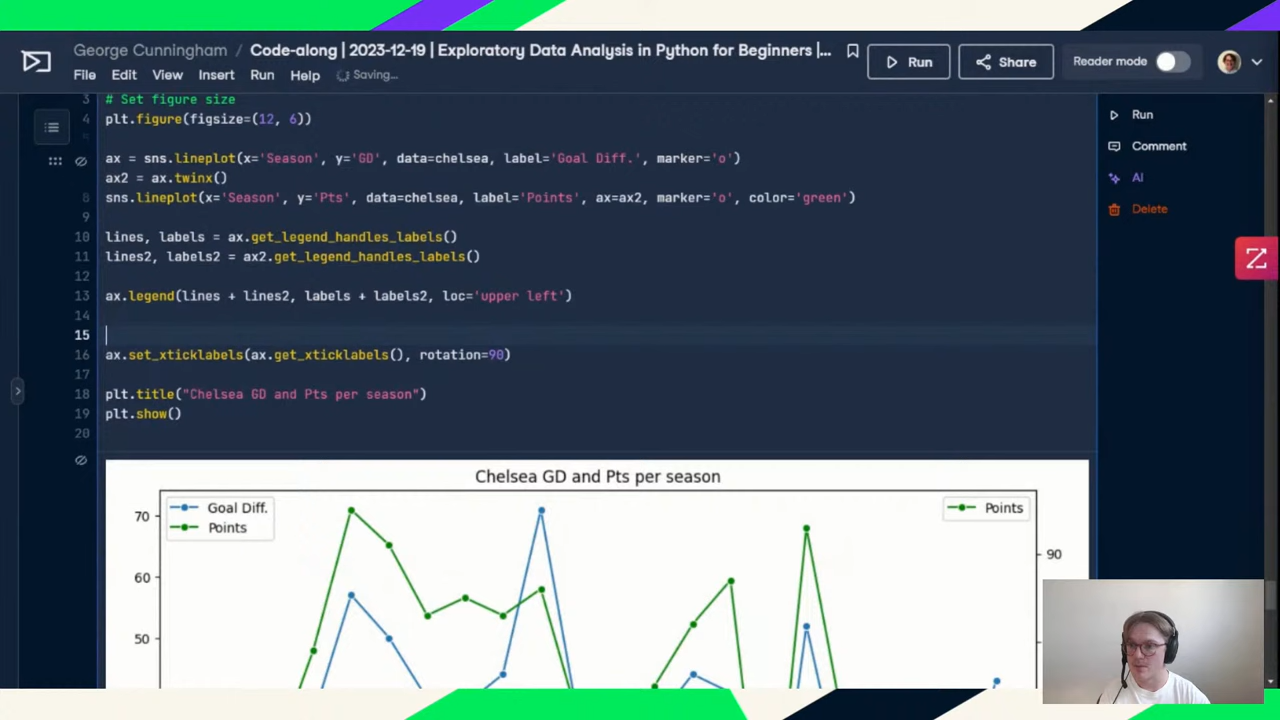 George Cunningham / Code-along | 2023-12-19 | Exploratory Data Analysis in Python for Beginners |...
Run
Share
Reader mode
File Edit View Insert Run Help Saving...
3 # Set figure size
4 plt.figure(figsize=(12, 6))
ax = sns.lineplot(x='Season', y='GD', data=chelsea, label='Goal Diff.', marker='o')
ax2 = ax.twinx()
8 sns.lineplot(x='Season', y='Pts', data=chelsea, label='Points', ax=ax2, marker='o', color='green')
9
10 lines, labels = ax.get_legend_handles_labels()
11 lines2, labels2 = ax2.get_legend_handles_labels()
12
13 ax.legend(lines + lines2, labels + labels2, loc='upper left')
14
15
16 ax.set_xticklabels(ax.get_xticklabels(), rotation=90)
17
18 plt.title("Chelsea GD and Pts per season")
19 plt.show()
20
Run
Comment
AI
Delete
Chelsea GD and Pts per season
Goal Diff.
Points
Points
70
60
50
90